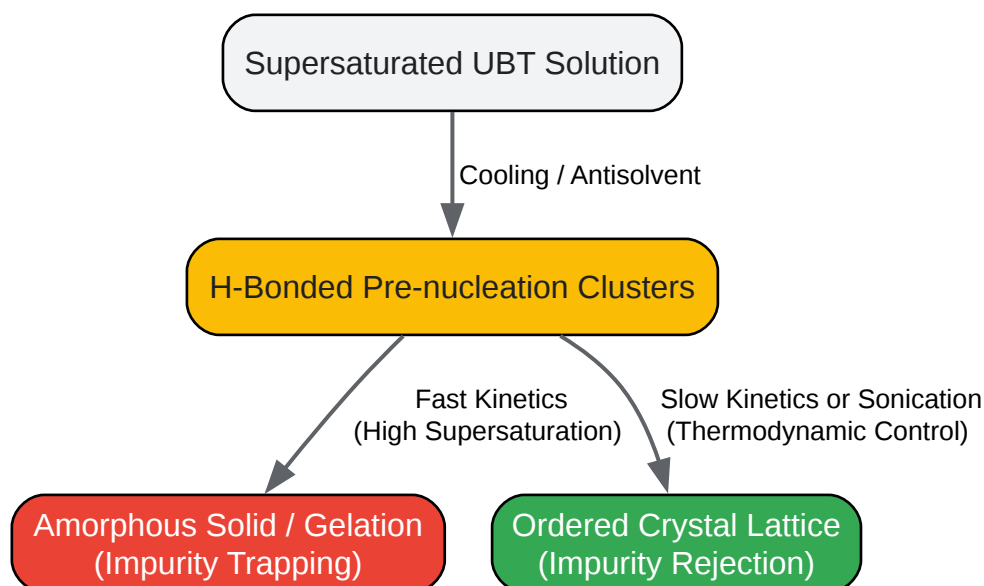 Supersaturated UBT Solution
Cooling / Antisolvent
H-Bonded Pre-nucleation Clusters
Fast Kinetics
(High Supersaturation)
Slow Kinetics or Sonication
(Thermodynamic Control)
Amorphous Solid / Gelation
(Impurity Trapping)
Ordered Crystal Lattice
(Impurity Rejection)